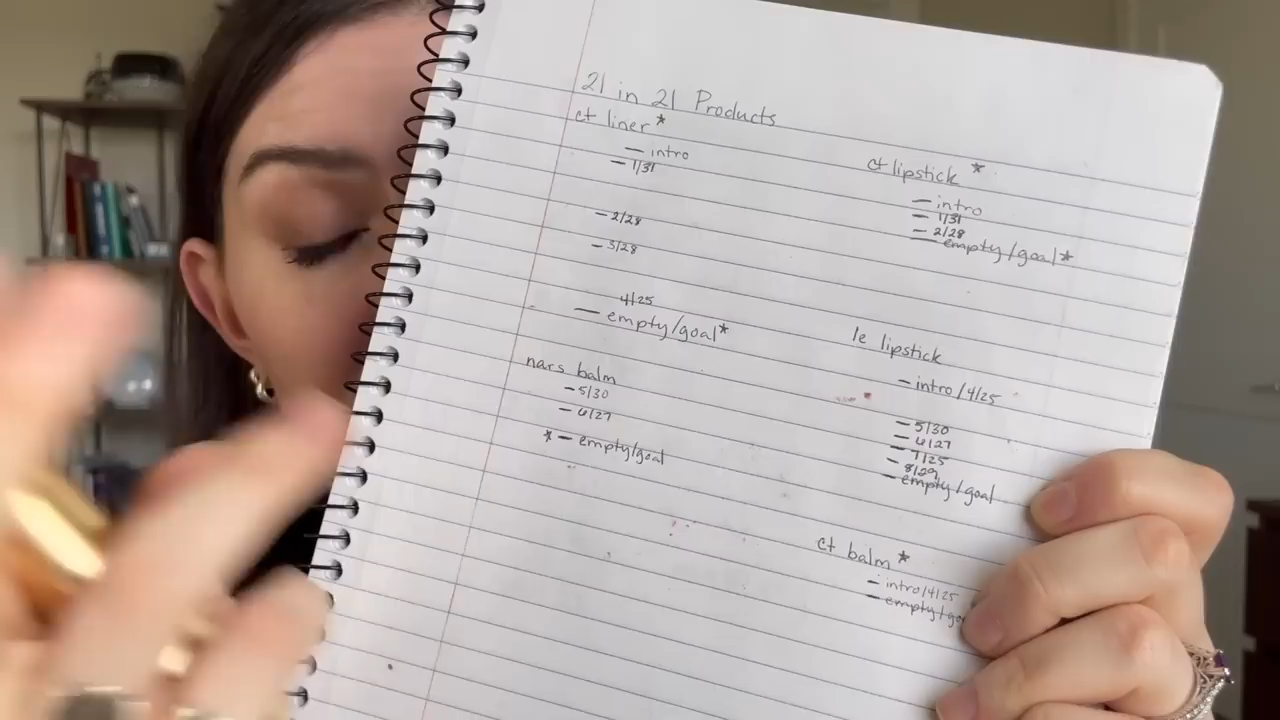 21 in 21 Products
ct liner*
— intro
— 1/31
— 2/28
— 3/28
4/25
— empty/goal*
nars balm
— 5/30
— 6/27
* — empty/goal
ct lipstick *
— intro
— 1/31
— 2/28
— empty/goal*
le lipstick
— intro/4/25
— 5/30
— 6/27
— 7/25
— 8/29
— empty/goal
ct balm*
— intro/4/25
— empty/go